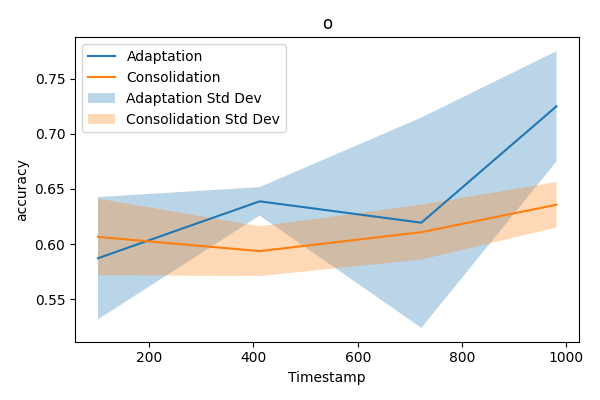 o
Adaptation
Consolidation
Adaptation Std Dev
Consolidation Std Dev
accuracy
0.75
0.70
0.65
0.60
0.55
200 400 600 800 1000
Timestamp